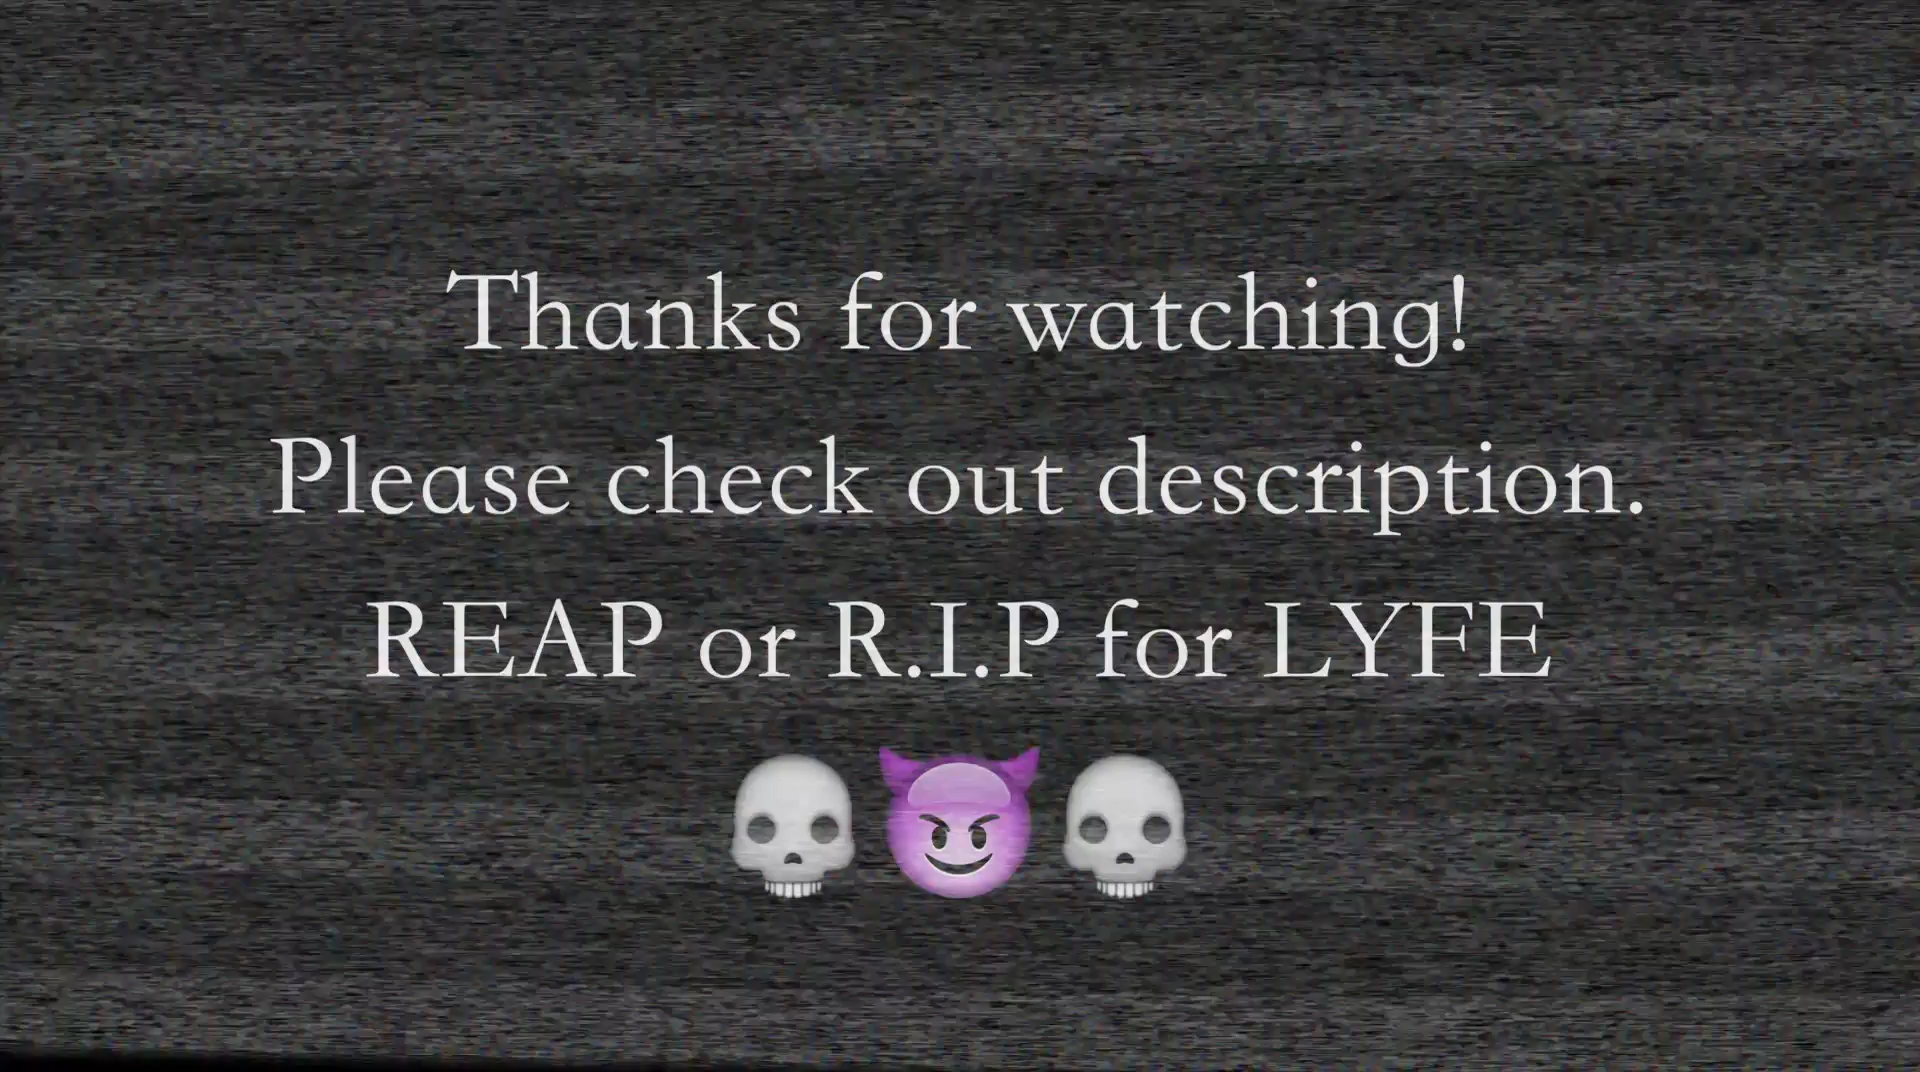 Thanks for watching!
Please check out description.
REAP or R.I.P for LYFE
💀😈💀